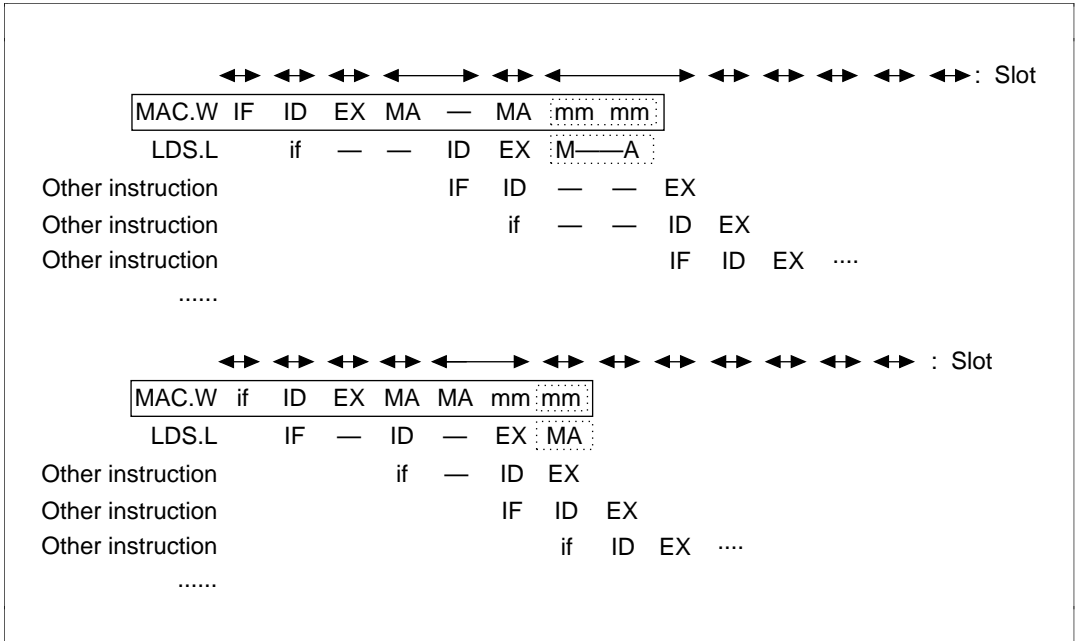 : Slot
MAC.W IF ID EX MA — MA mm mm
LDS.L if — — ID EX M——A
Other instruction IF ID — — EX
Other instruction if — — ID EX
Other instruction IF ID EX ····
......
: Slot
MAC.W if ID EX MA MA mm mm
LDS.L IF — ID — EX MA
Other instruction if — ID EX
Other instruction IF ID EX
Other instruction if ID EX ····
......